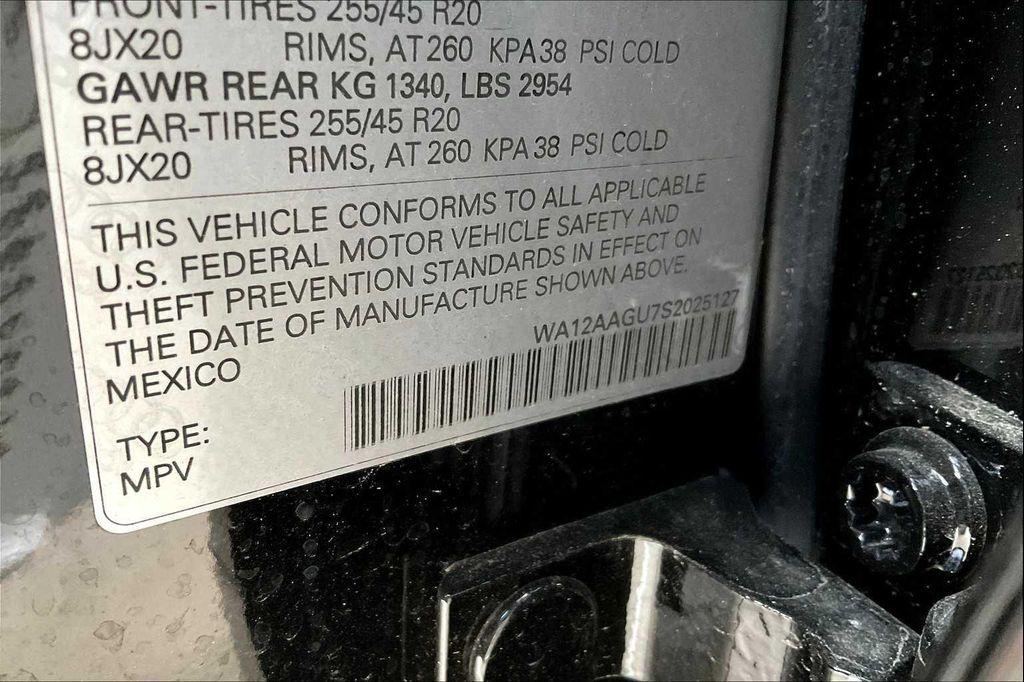 FRONT-TIRES 255/45 R20
8JX20 RIMS, AT 260 KPA 38 PSI COLD
GAWR REAR KG 1340, LBS 2954
REAR-TIRES 255/45 R20
8JX20 RIMS, AT 260 KPA 38 PSI COLD
THIS VEHICLE CONFORMS TO ALL APPLICABLE
U.S. FEDERAL MOTOR VEHICLE SAFETY AND
THEFT PREVENTION STANDARDS IN EFFECT ON
THE DATE OF MANUFACTURE SHOWN ABOVE.
MEXICO
WA12AAGU7S2025127
TYPE:
MPV